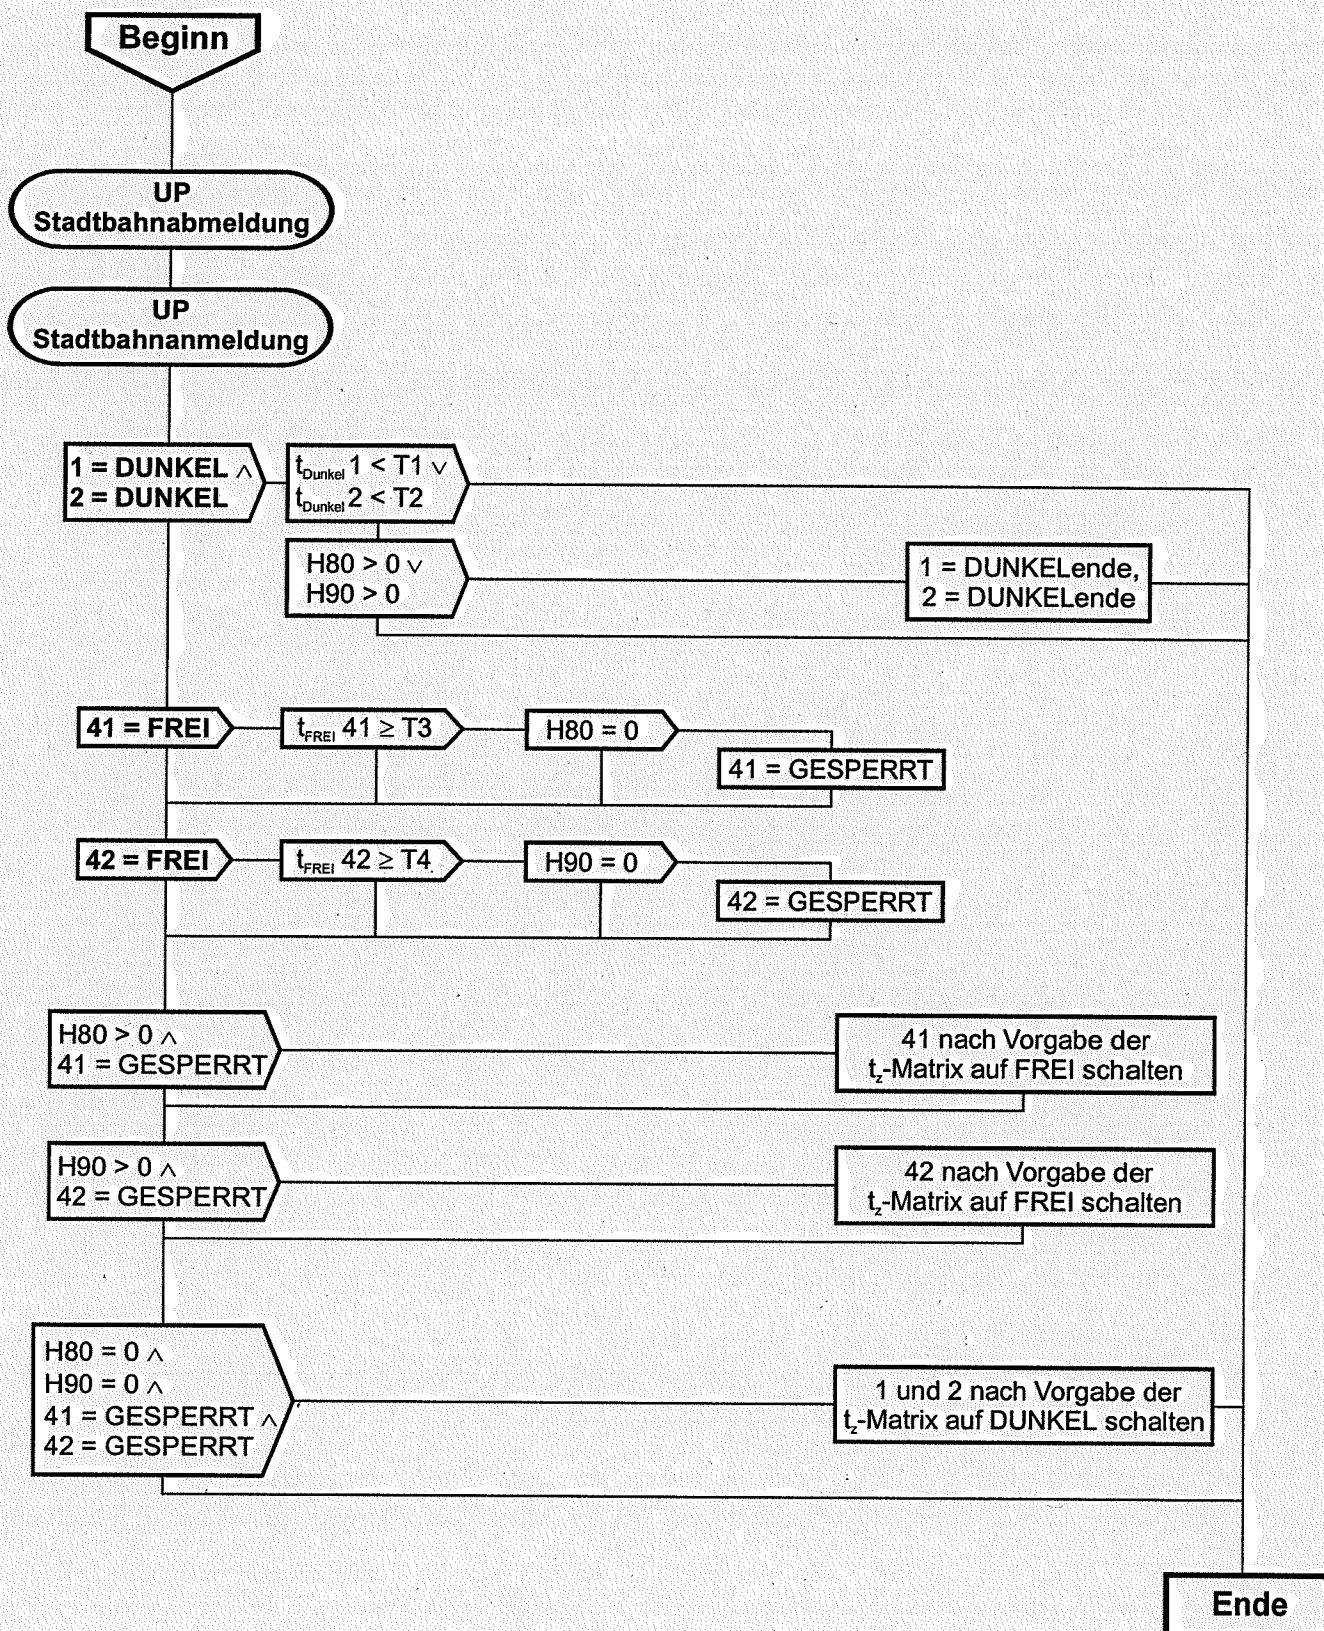 Beginn
UP
Stadtbahnabmeldung
UP
Stadtbahnanmeldung
1 = DUNKEL ∧
2 = DUNKEL
tDunkel 1 < T1 ∨
tDunkel 2 < T2
H80 > 0 ∨
H90 > 0
1 = DUNKELende,
2 = DUNKELende
41 = FREI
tFREI 41 ≥ T3
H80 = 0
41 = GESPERRT
42 = FREI
tFREI 42 ≥ T4
H90 = 0
42 = GESPERRT
H80 > 0 ∧
41 = GESPERRT
41 nach Vorgabe der
tz-Matrix auf FREI schalten
H90 > 0 ∧
42 = GESPERRT
42 nach Vorgabe der
tz-Matrix auf FREI schalten
H80 = 0 ∧
H90 = 0 ∧
41 = GESPERRT ∧
42 = GESPERRT
1 und 2 nach Vorgabe der
tz-Matrix auf DUNKEL schalten
Ende